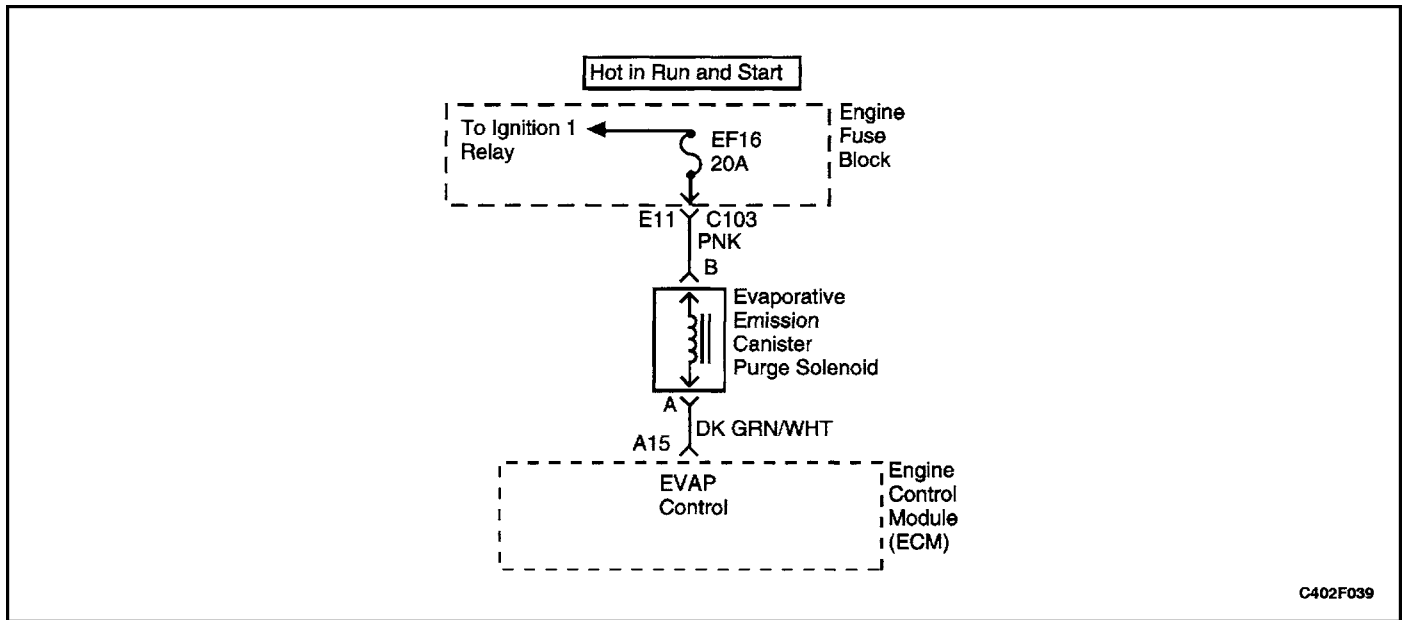 Hot in Run and Start
To Ignition 1
Relay
EF16
20A
Engine
Fuse
Block
E11
C103
PNK
B
Evaporative
Emission
Canister
Purge Solenoid
A
DK GRN/WHT
A15
EVAP
Control
Engine
Control
Module
(ECM)
C402F039